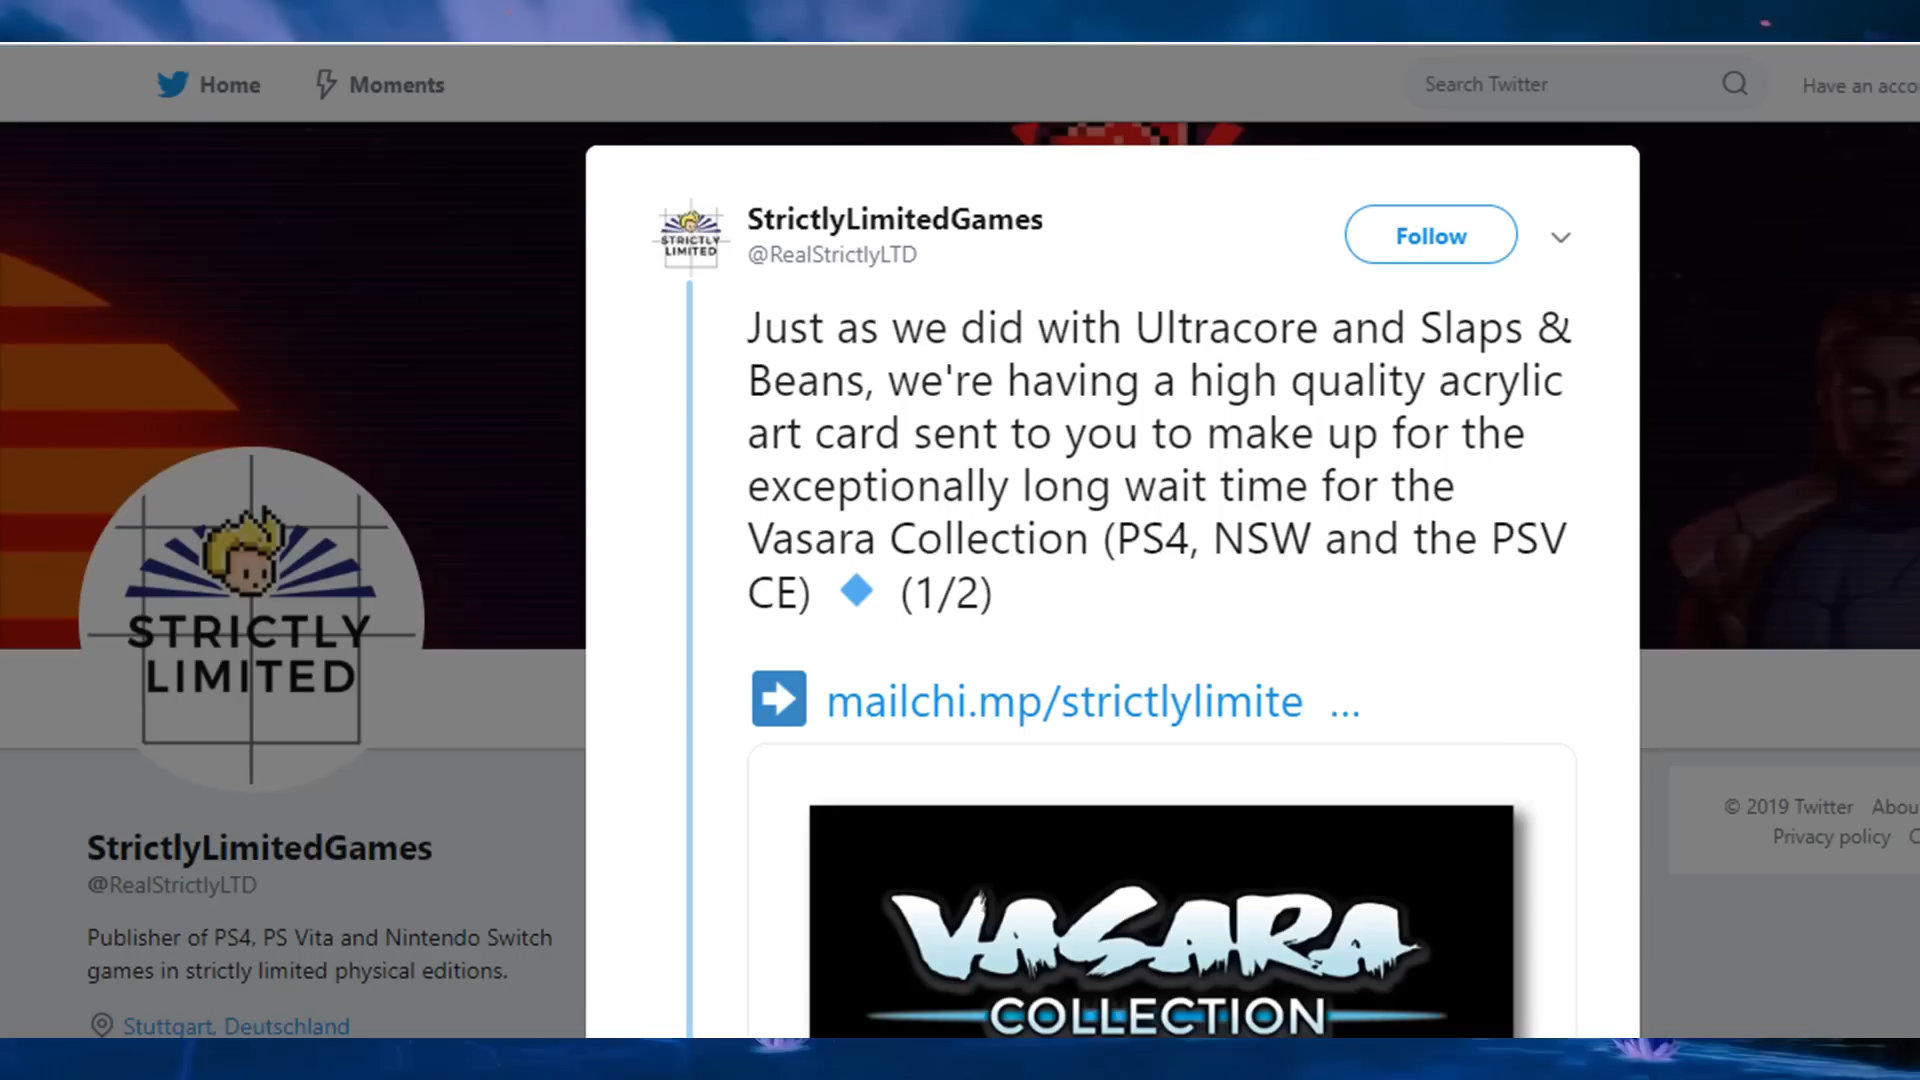 Home
Moments
Search Twitter
Have an acco
STRICTLY
LIMITED
StrictlyLimitedGames
@RealStrictlyLTD
Follow
Just as we did with Ultracore and Slaps &
Beans, we're having a high quality acrylic
art card sent to you to make up for the
exceptionally long wait time for the
Vasara Collection (PS4, NSW and the PSV
CE) 🔹 (1/2)
➡ mailchi.mp/strictlylimite ...
VASARA
COLLECTION
STRICTLY
LIMITED
StrictlyLimitedGames
@RealStrictlyLTD
Publisher of PS4, PS Vita and Nintendo Switch
games in strictly limited physical editions.
Stuttgart, Deutschland
© 2019 Twitter Abou
Privacy policy C